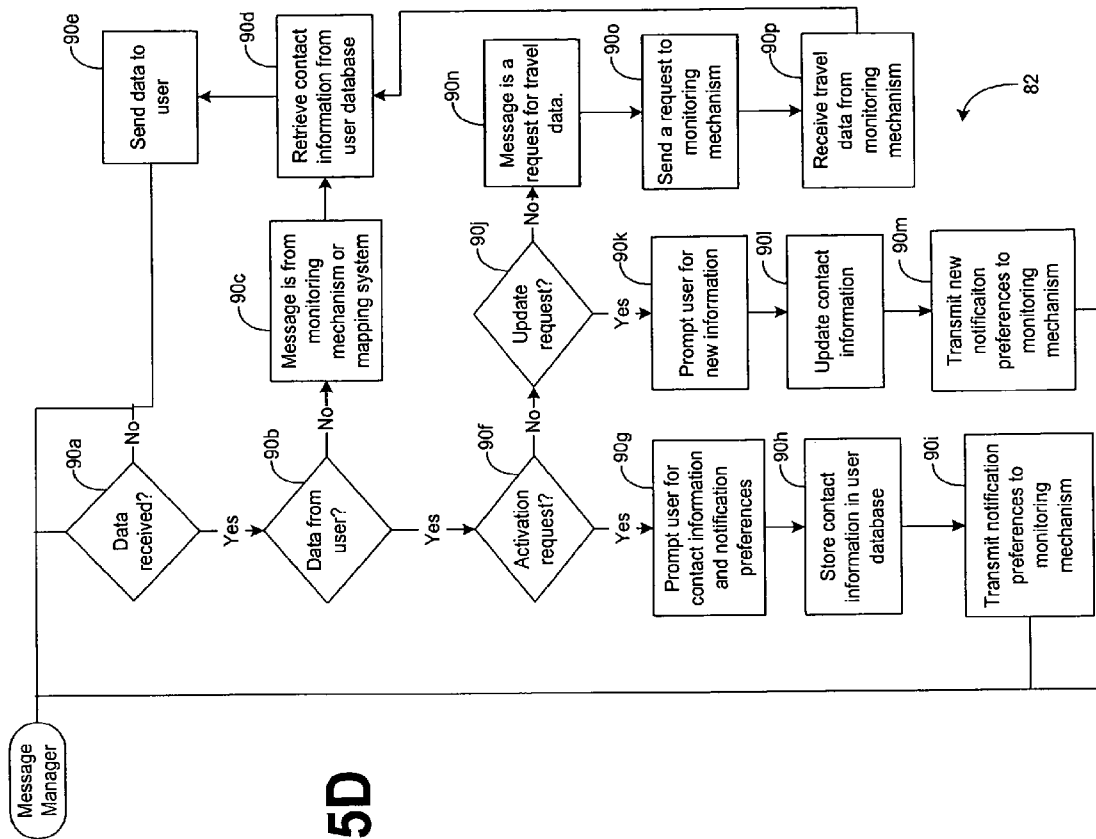 Message
Manager
90a
Data
received?
No
Yes
90e
Send data to
user
90b
Data from
user?
No
Yes
90c
Message is from
monitoring
mechanism or
mapping system
90d
Retrieve contact
information from
user database
90f
Activation
request?
No
Yes
90j
Update
request?
No
Yes
90n
Message is a
request for travel
data.
90g
Prompt user for
contact information
and notification
preferences
90k
Prompt user for
new information
90o
Send a request to
monitoring
mechanism
90h
Store contact
information in user
database
90l
Update contact
information
90p
Receive travel
data from
monitoring
mechanism
90i
Transmit notification
preferences to
monitoring
mechanism
90m
Transmit new
notificaiton
preferences to
monitoring
mechanism
82
5D